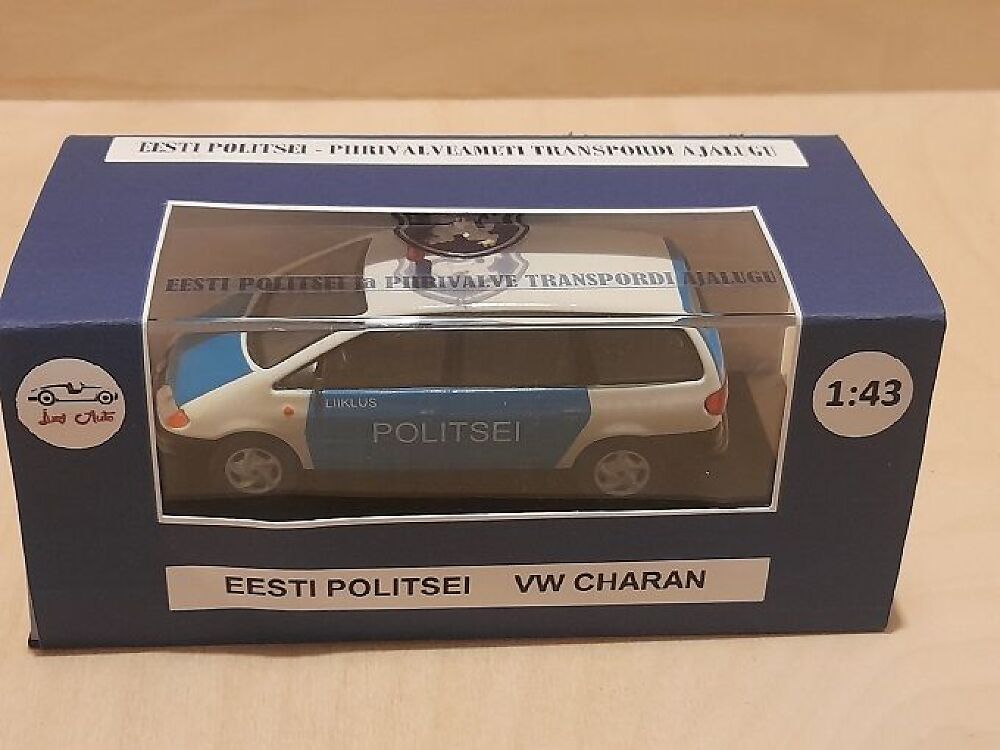 EESTI POLITSEI - PIIRIVALVEAMETI TRANSPORDI AJALUGU
EESTI POLITSEI ja PIIRIVALVE TRANSPORDI AJALUGU
LIIKLUS
POLITSEI
Auto
1:43
EESTI POLITSEI VW CHARAN